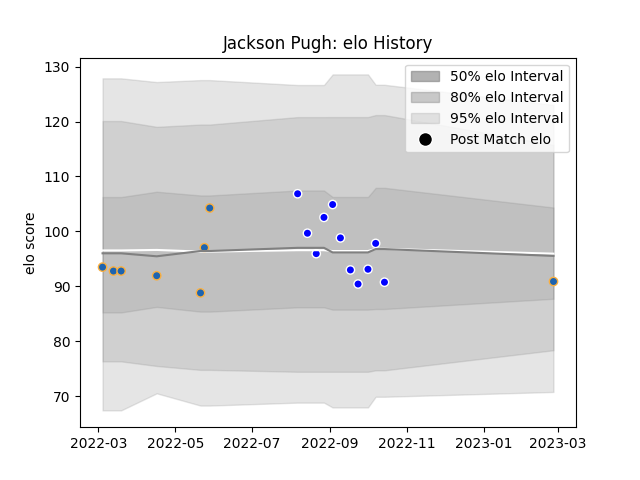 Jackson Pugh: elo History
130
120
110
100
90
80
70
elo score
50% elo Interval
80% elo Interval
95% elo Interval
Post Match elo
2022-03
2022-05
2022-07
2022-09
2022-11
2023-01
2023-03